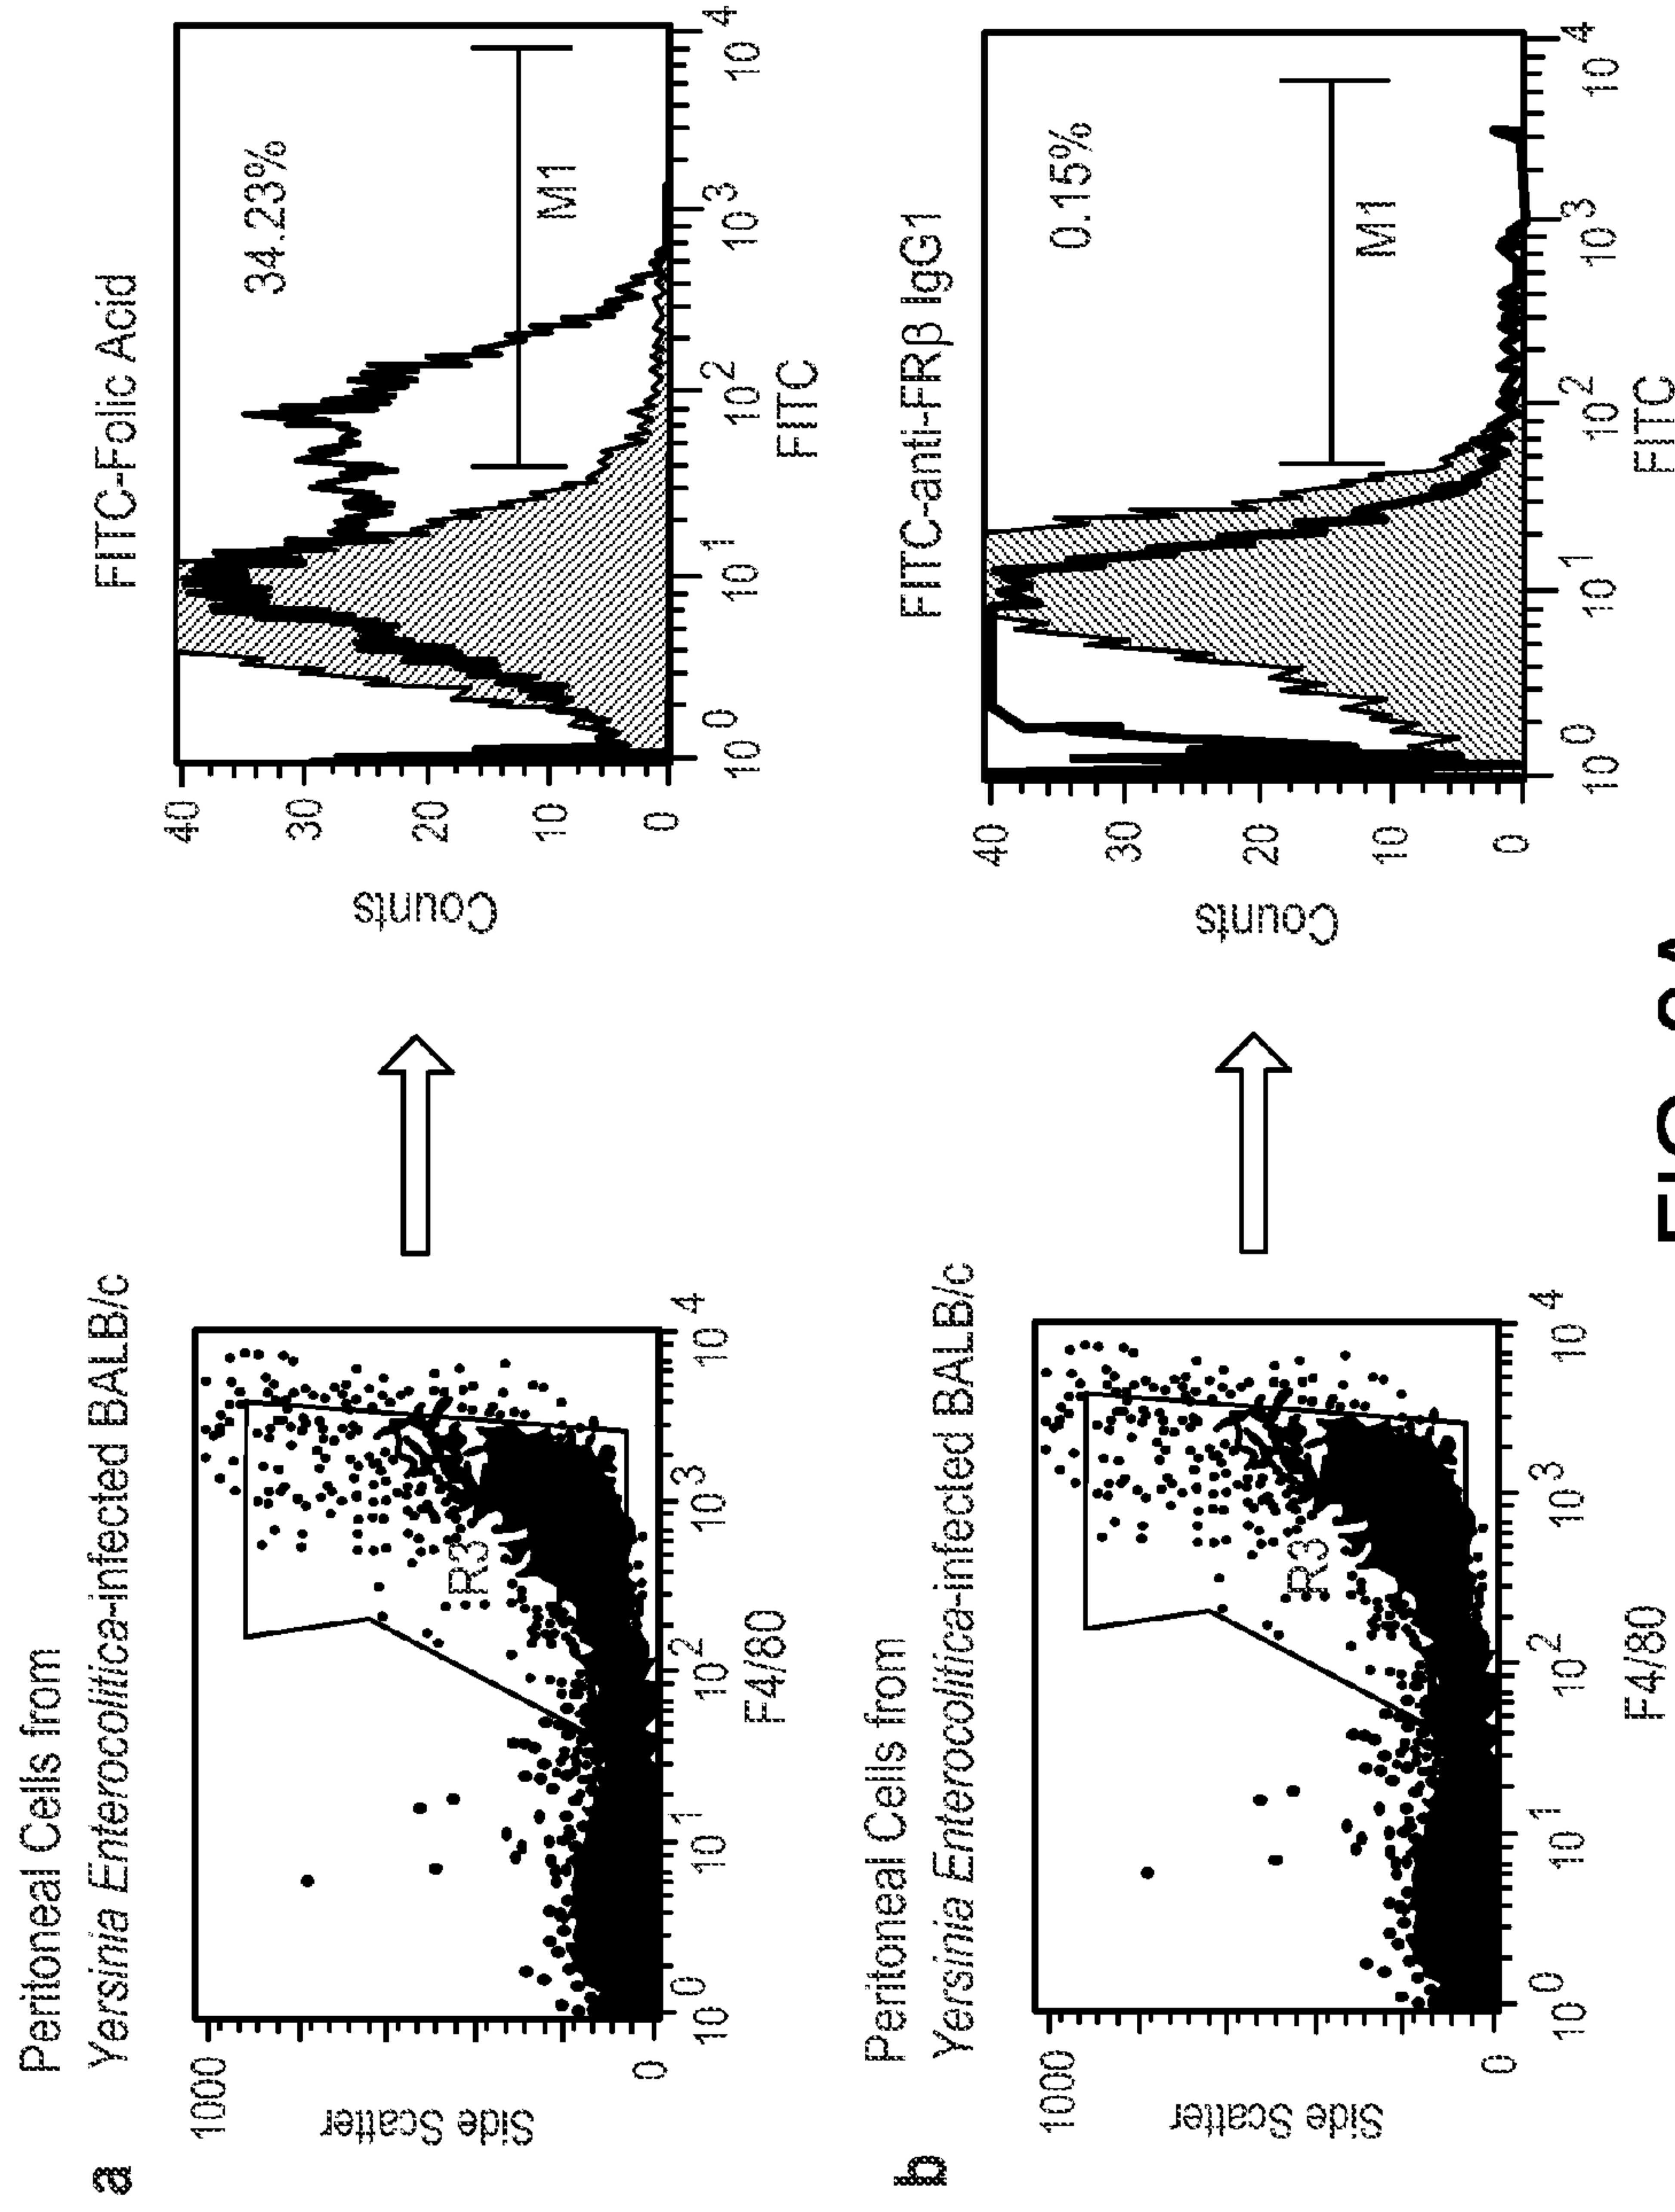 a
Peritoneal Cells from
Yersinia Enterocolitica-infected BALB/c
Side Scatter
1000
0
R3
10^0 10^1 10^2 10^3 10^4
F4/80
FITC-Folic Acid
Counts
40
30
20
10
0
34.23%
M1
10^0 10^1 10^2 10^3 10^4
FITC
b
Peritoneal Cells from
Yersinia Enterocolitica-infected BALB/c
Side Scatter
1000
0
R3
10^0 10^1 10^2 10^3 10^4
F4/80
FITC-anti-FRβ IgG1
Counts
40
30
20
10
0
0.15%
M1
10^0 10^1 10^2 10^3 10^4
FITC